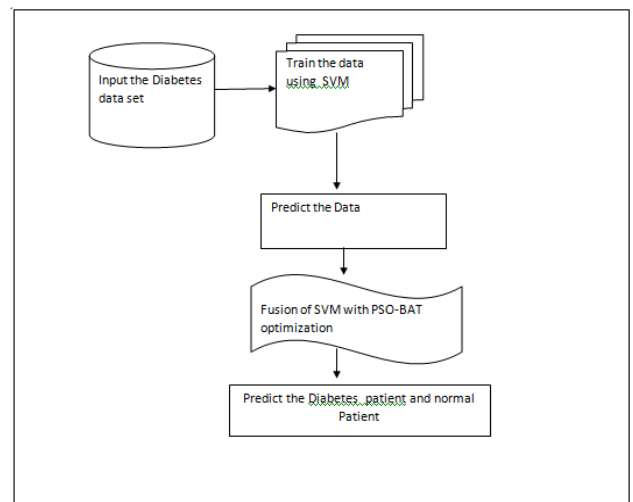 Input the Diabetes
data set
Train the data
using SVM
Predict the Data
Fusion of SVM with PSO-BAT
optimization
Predict the Diabetes patient and normal
Patient